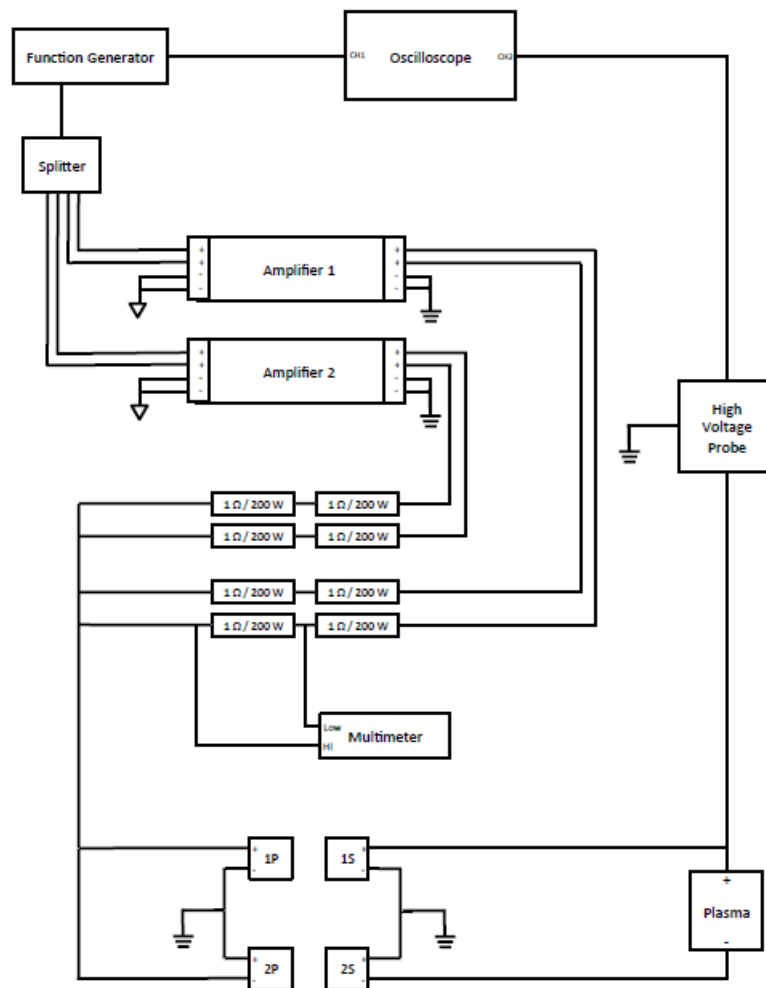 Function Generator
CH1
Oscilloscope
CH2
Splitter
+
+
-
-
Amplifier 1
+
+
-
-
+
+
-
-
Amplifier 2
+
+
-
-
High
Voltage
Probe
1 Ω / 200 W
1 Ω / 200 W
1 Ω / 200 W
1 Ω / 200 W
1 Ω / 200 W
1 Ω / 200 W
1 Ω / 200 W
1 Ω / 200 W
Low
HI
Multimeter
+
-
1P
1S
+
-
+
Plasma
-
+
-
2P
2S
+
-